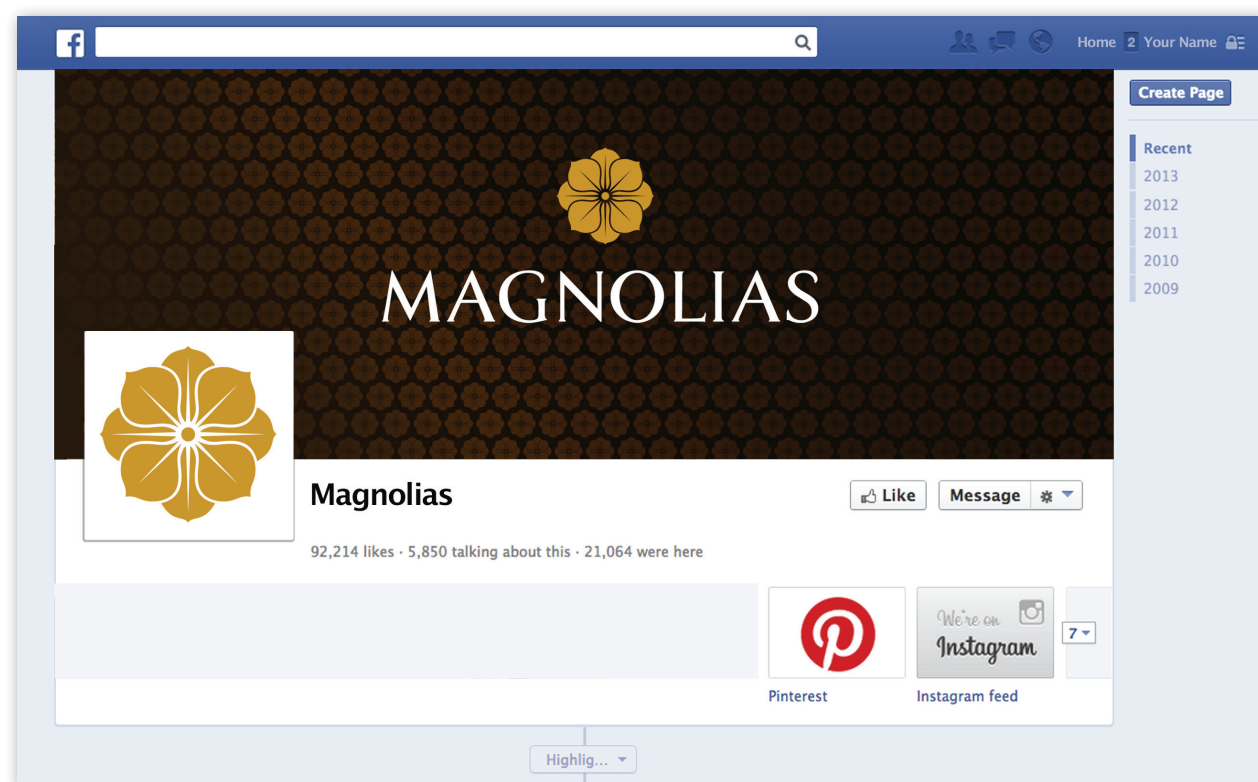 f
Home 2 Your Name
Create Page
Recent
2013
2012
2011
2010
2009
MAGNOLIAS
Magnolias
Like
Message
92,214 likes · 5,850 talking about this · 21,064 were here
We're on
Instagram
7
Pinterest
Instagram feed
Highlig...